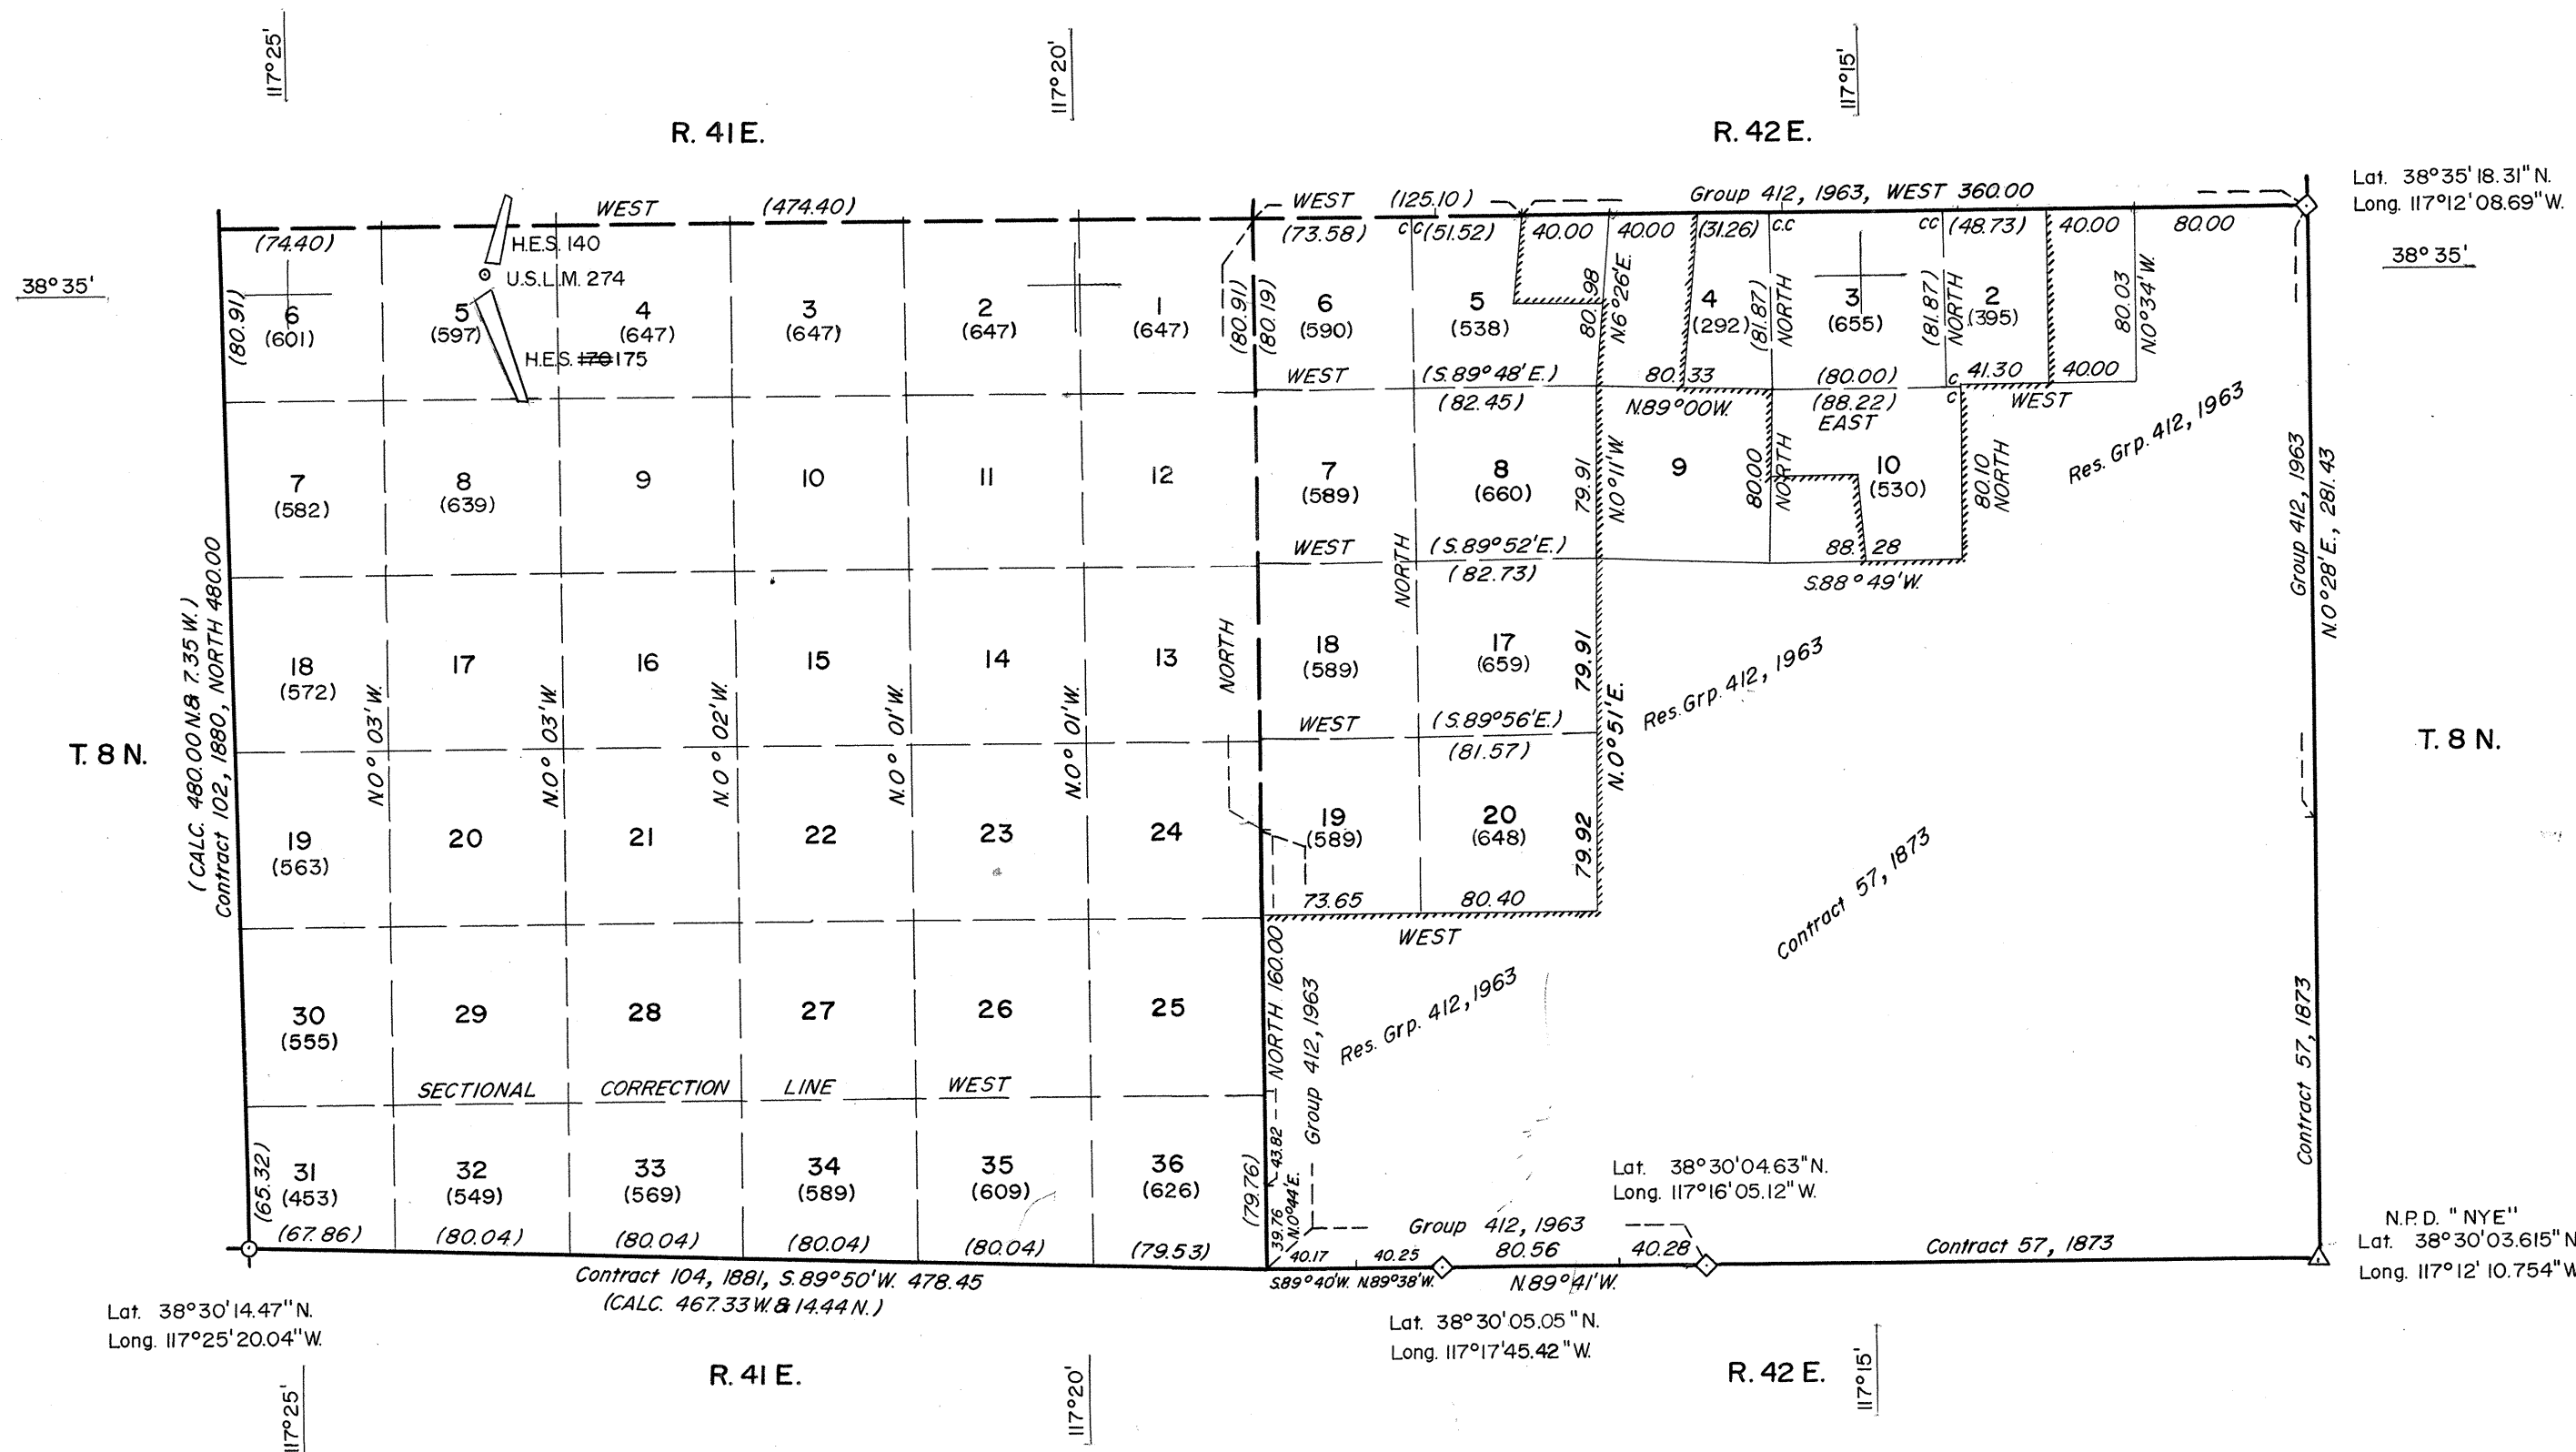 117°25'
117°20'
117°15'
R. 41 E.
R. 42 E.
Lat. 38°35'18.31" N.
Long. 117°12'08.69" W.
WEST (474.40)
WEST (125.10)
Group 412, 1963, WEST 360.00
(74.40)
H.E.S. 140
(73.58)
C C
(51.52)
40.00
40.00
(31.26)
C.C
CC
(48.73)
40.00
80.00
38°35'
38°35'
U.S.L.M. 274
(80.91)
6
(601)
5
(597)
4
(647)
3
(647)
2
(647)
1
(647)
(80.91)
(80.19)
6
(590)
5
(538)
80.98
N.6°26'E.
4
(292)
(81.87)
NORTH
3
(655)
(81.87)
NORTH
2
(395)
80.03
N.0°34'W.
H.E.S. 170 175
WEST
(S.89°48'E.)
80.33
(80.00)
C
41.30
40.00
(82.45)
N.89°00'W.
(88.22)
C
WEST
EAST
Res. Grp. 412, 1963
7
(582)
8
(639)
9
10
11
12
7
(589)
8
(660)
79.91
N.0°11'W.
9
80.00
NORTH
10
(530)
80.10
NORTH
Group 412, 1963
N.0°28'E., 281.43
WEST
(S.89°52'E.)
88.28
(82.73)
S.88°49'W.
NORTH
(CALC. 480.00 N.& 7.35 W.)
Contract 102, 1880, NORTH 480.00
18
(572)
17
16
15
14
13
NORTH
18
(589)
17
(659)
79.91
N.0°51'E.
Res. Grp. 412, 1963
N.0°03'W.
N.0°03'W.
N.0°02'W.
N.0°01'W.
N.0°01'W.
WEST
(S.89°56'E.)
(81.57)
T. 8 N.
T. 8 N.
19
(563)
20
21
22
23
24
19
(589)
20
(648)
79.92
73.65
80.40
WEST
Contract 57, 1873
30
(555)
29
28
27
26
25
NORTH 160.00
Group 412, 1963
Res. Grp. 412, 1963
Contract 57, 1873
SECTIONAL CORRECTION LINE WEST
(65.32)
31
(453)
32
(549)
33
(569)
34
(589)
35
(609)
36
(626)
(79.76)
43.82
39.76
N.0°44'E.
Lat. 38°30'04.63" N.
Long. 117°16'05.12" W.
(67.86)
(80.04)
(80.04)
(80.04)
(80.04)
(79.53)
Group 412, 1963
40.17
40.25
80.56
40.28
Contract 57, 1873
N.P.D. "NYE"
Lat. 38°30'03.615" N
Long. 117°12'10.754" W
Contract 104, 1881, S.89°50'W. 478.45
(CALC. 467.33 W.& 14.44 N.)
S.89°40'W. N.89°38'W.
N.89°41'W.
Lat. 38°30'14.47" N.
Long. 117°25'20.04" W.
Lat. 38°30'05.05" N.
Long. 117°17'45.42" W.
R. 41 E.
R. 42 E.
117°25'
117°20'
117°15'